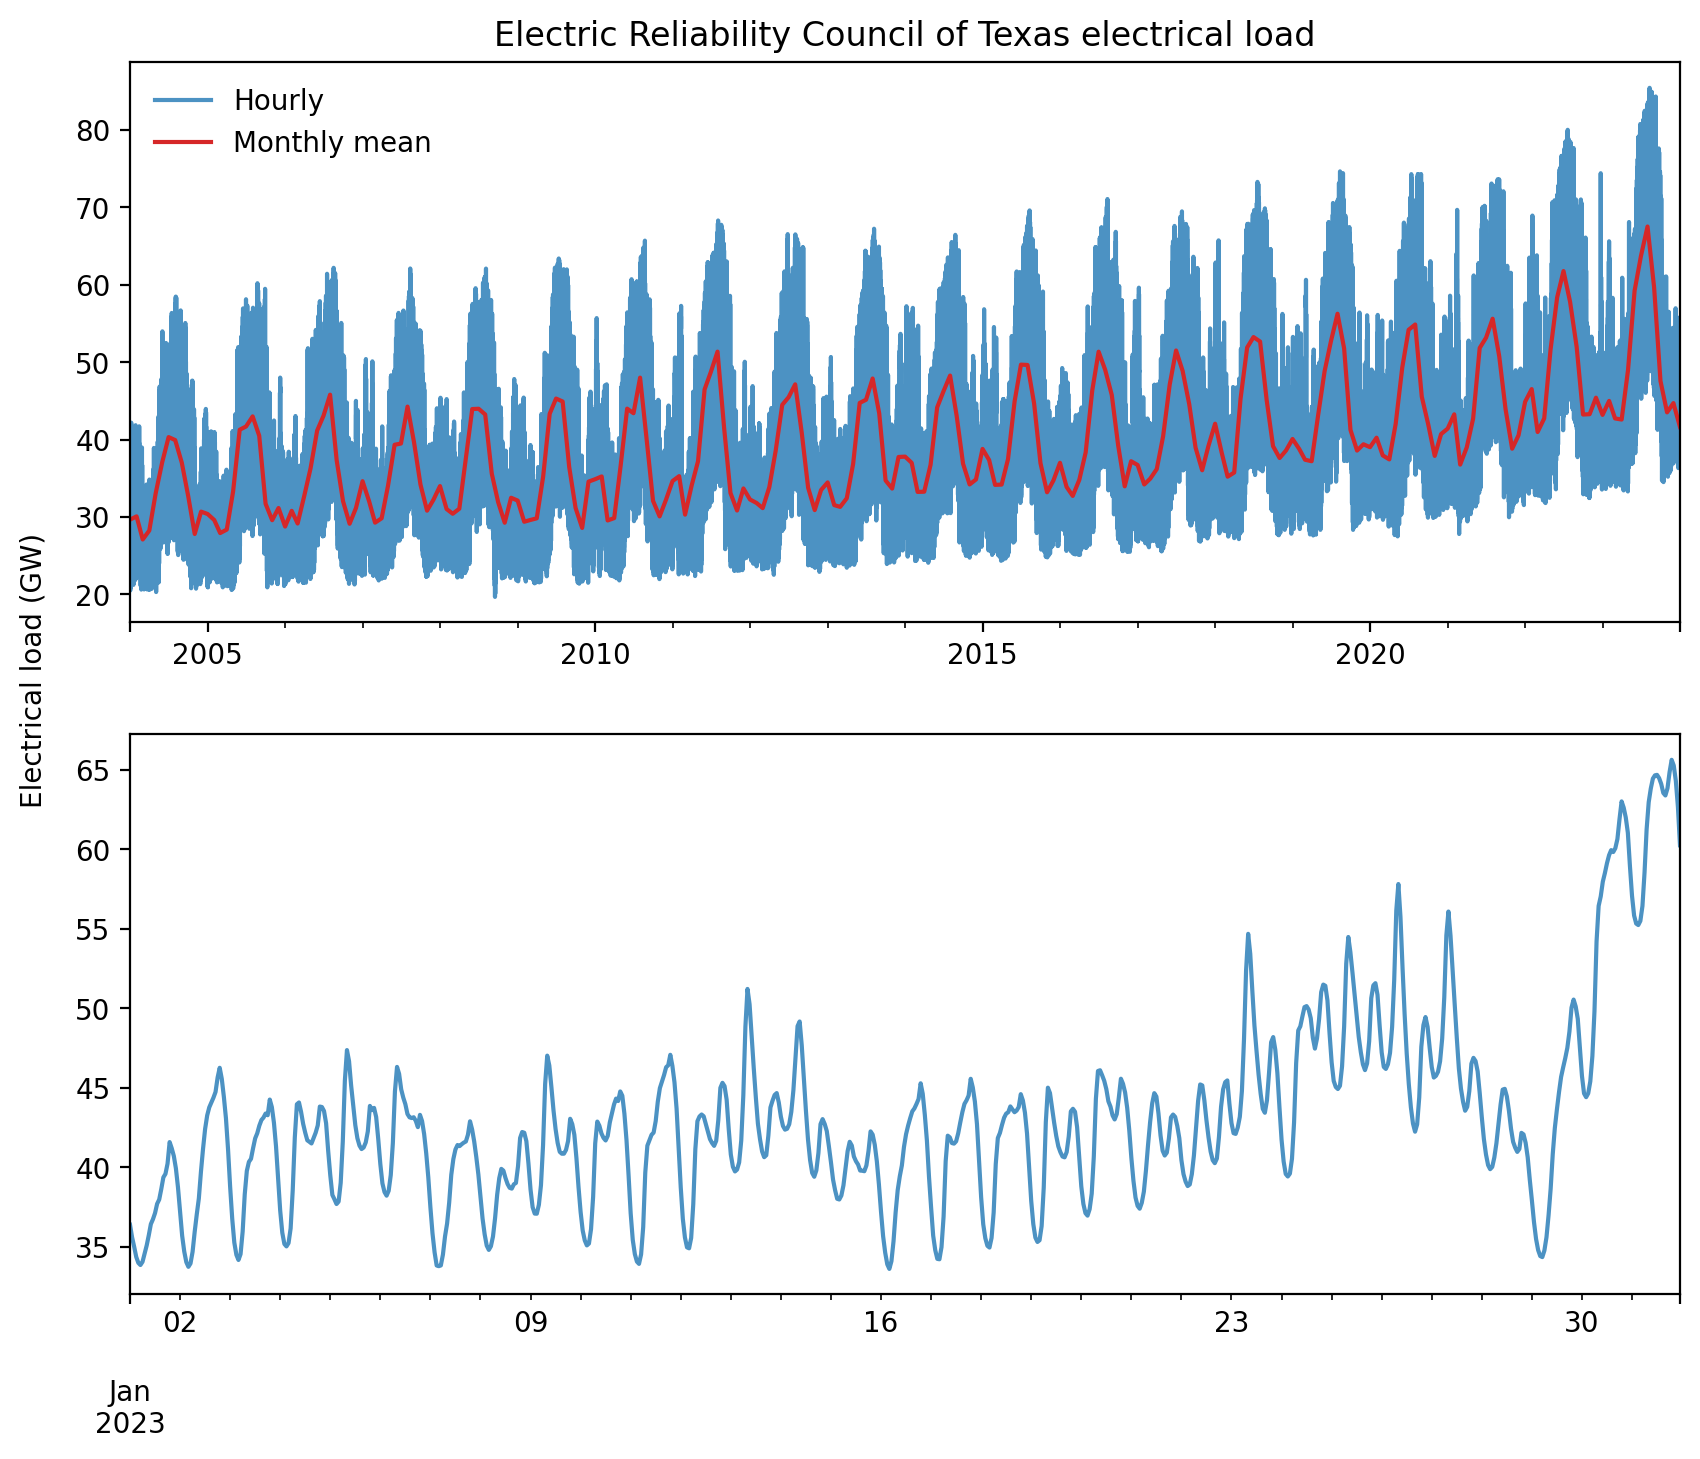 Electric Reliability Council of Texas electrical load
Hourly
Monthly mean
80
70
60
50
40
30
20
2005 2010 2015 2020
Electrical load (GW)
65
60
55
50
45
40
35
02 09 16 23 30
Jan
2023